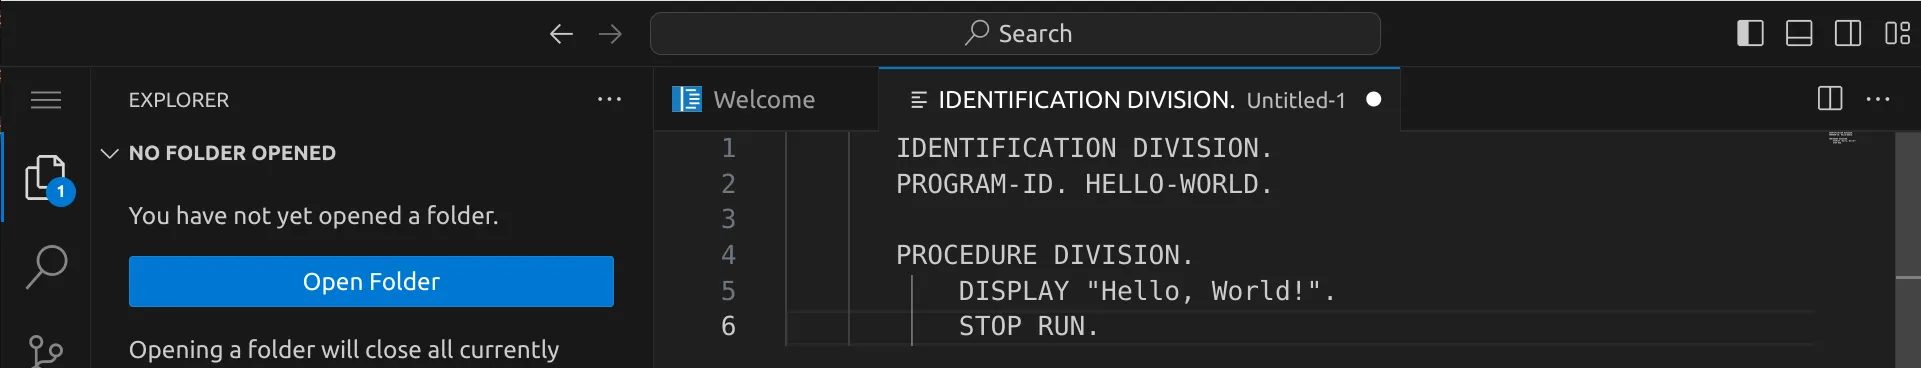 Search
EXPLORER
NO FOLDER OPENED
1
You have not yet opened a folder.
Open Folder
Opening a folder will close all currently
Welcome
IDENTIFICATION DIVISION. Untitled-1
1 IDENTIFICATION DIVISION.
2 PROGRAM-ID. HELLO-WORLD.
3
4 PROCEDURE DIVISION.
5 DISPLAY "Hello, World!".
6 STOP RUN.